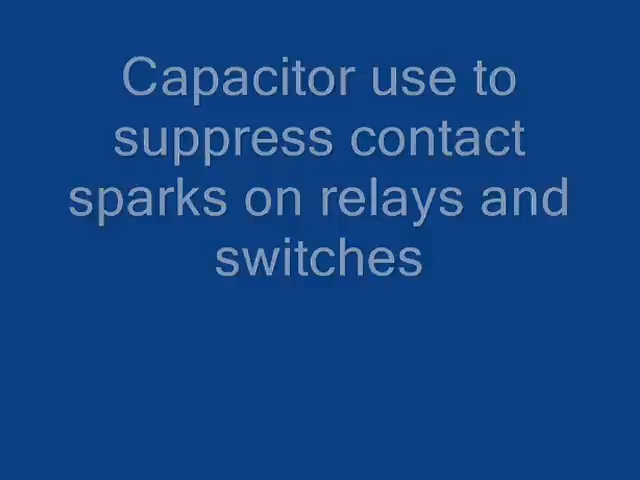 Capacitor use to
suppress contact
sparks on relays and
switches